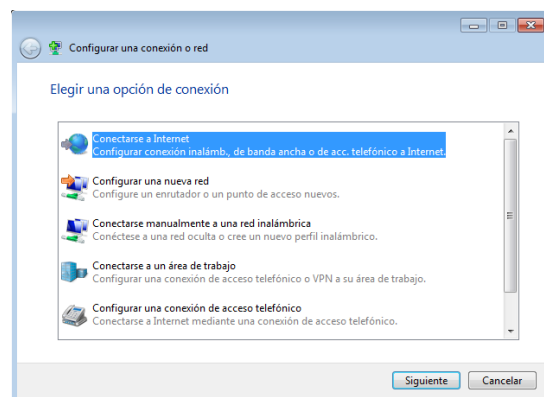 Configurar una conexión o red
Elegir una opción de conexión
Conectarse a Internet
Configurar conexión inalámb., de banda ancha o de acc. telefónico a Internet.
Configurar una nueva red
Configure un enrutador o un punto de acceso nuevos.
Conectarse manualmente a una red inalámbrica
Conéctese a una red oculta o cree un nuevo perfil inalámbrico.
Conectarse a un área de trabajo
Configurar una conexión de acceso telefónico o VPN a su área de trabajo.
Configurar una conexión de acceso telefónico
Conectarse a Internet mediante una conexión de acceso telefónico.
Siguiente Cancelar